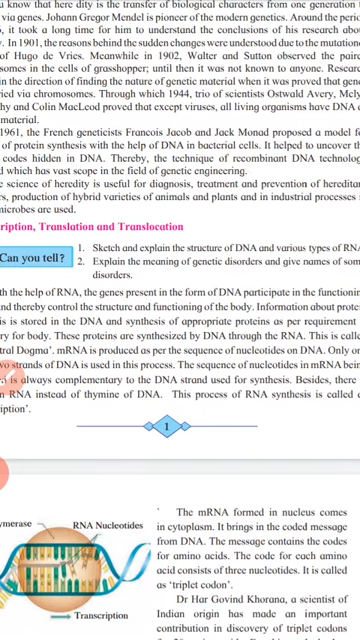 u know that here dity is the transfer of biological characters from one generation t
via genes. Johann Gregor Mendel is pioneer of the modern genetics. Around the peri
, it took a long time for him to understand the conclusions of his research abou
y. In 1901, the reasons behind the sudden changes were understood due to the mutation
of Hugo de Vries. Meanwhile in 1902, Walter and Sutton observed the paired
somes in the cells of grasshopper; until then it was not known to anyone. Researc
in the direction of finding the nature of genetic material when it was proved that gene
ried via chromosomes. Through which 1944, trio of scientists Ostwald Avery, Mcly
hy and Colin MacLeod proved that except viruses, all living organisms have DNA a
material.
1961, the French geneticists Francois Jacob and Jack Monad proposed a model fo
of protein synthesis with the help of DNA in bacterial cells. It helped to uncover th
codes hidden in DNA. Thereby, the technique of recombinant DNA technolog
d which has vast scope in the field of genetic engineering.
e science of heredity is useful for diagnosis, treatment and prevention of hereditar
rs, production of hybrid varieties of animals and plants and in industrial processes i
microbes are used.
ription, Translation and Translocation
Can you tell?
1. Sketch and explain the structure of DNA and various types of RNA
2. Explain the meaning of genetic disorders and give names of som
disorders.
th the help of RNA, the genes present in the form of DNA participate in the functionin
and thereby control the structure and functioning of the body. Information about protei
is is stored in the DNA and synthesis of appropriate proteins as per requirement
ry for body. These proteins are synthesized by DNA through the RNA. This is calle
tral Dogma'. mRNA is produced as per the sequence of nucleotides on DNA. Only on
wo strands of DNA is used in this process. The sequence of nucleotides in mRNA bein
is always complementary to the DNA strand used for synthesis. Besides, there
n RNA instead of thymine of DNA. This process of RNA synthesis is called
ription'.
1
The mRNA formed in nucleus comes
in cytoplasm. It brings in the coded message
from DNA. The message contains the codes
for amino acids. The code for each amino
acid consists of three nucleotides. It is called
as 'triplet codon'.
Dr Har Govind Khorana, a scientist of
Indian origin has made an important
contribution in discovery of triplet codons
ymerase
RNA Nucleotides
Transcription